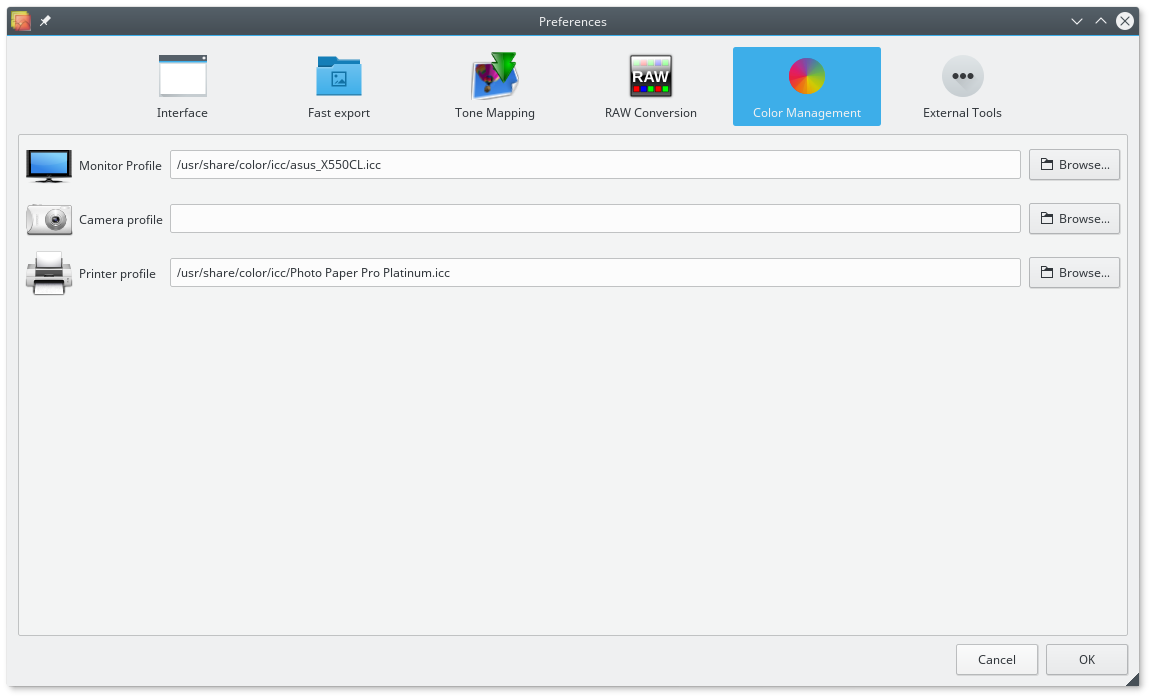 Preferences
Interface
Fast export
Tone Mapping
RAW
RAW Conversion
Color Management
External Tools
Monitor Profile /usr/share/color/icc/asus_X550CL.icc Browse...
Camera profile Browse...
Printer profile /usr/share/color/icc/Photo Paper Pro Platinum.icc Browse...
Cancel OK